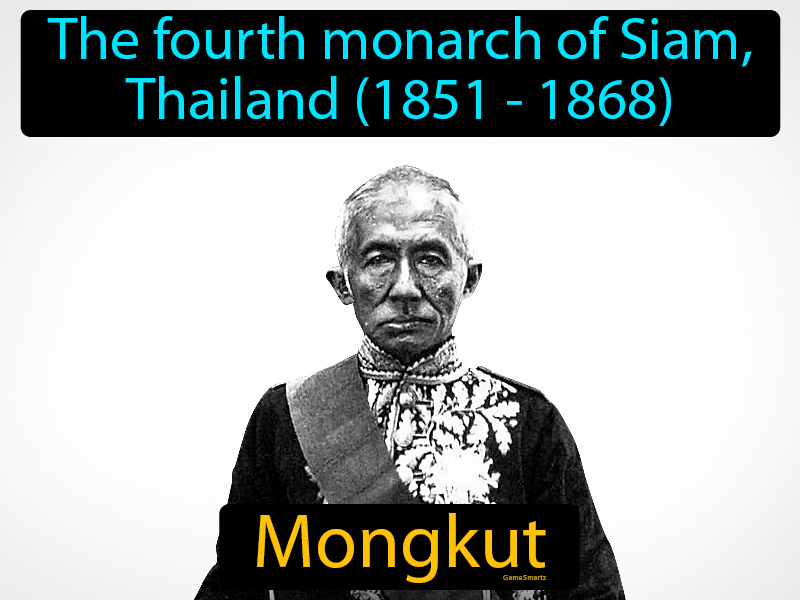 The fourth monarch of Siam,
Thailand (1851 - 1868)
Mongkut
GameSmartz